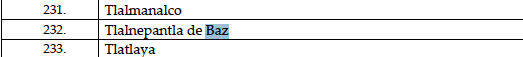 231. Tlalmanalco
232. Tlalnepantla de Baz
233. Tlatlaya